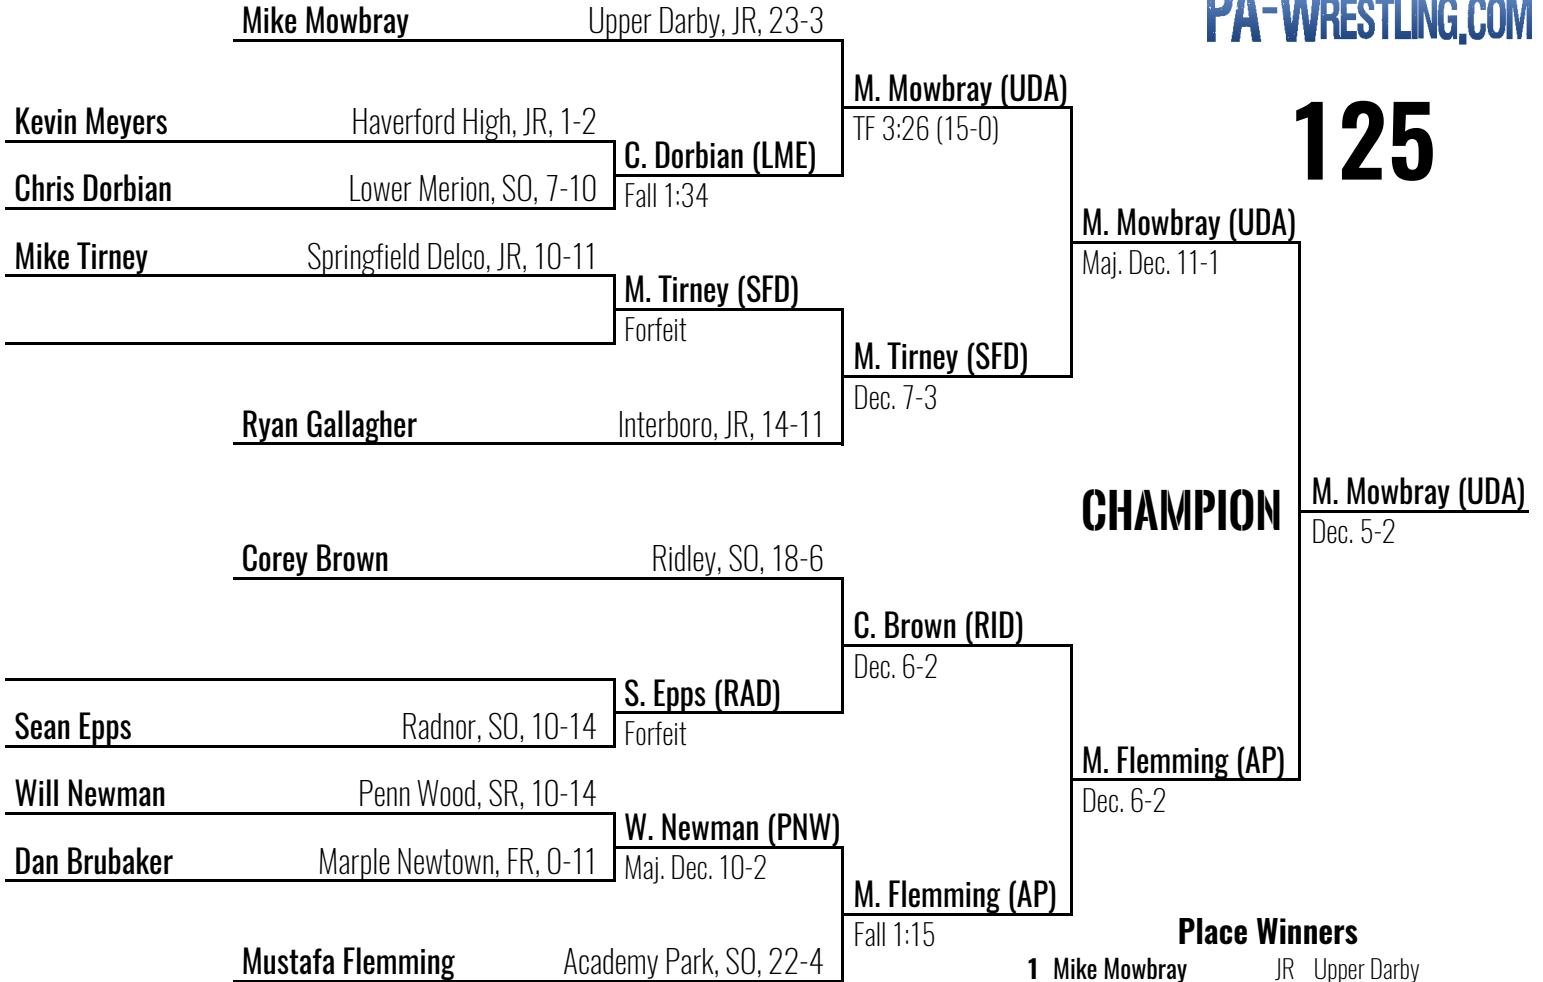 Mike Mowbray Upper Darby, JR, 23-3
PA-WRESTLING.COM
M. Mowbray (UDA)
125
Kevin Meyers Haverford High, JR, 1-2
TF 3:26 (15-0)
C. Dorbian (LME)
Chris Dorbian Lower Merion, SO, 7-10
Fall 1:34
M. Mowbray (UDA)
Mike Tirney Springfield Delco, JR, 10-11
Maj. Dec. 11-1
M. Tirney (SFD)
Forfeit
M. Tirney (SFD)
Dec. 7-3
Ryan Gallagher Interboro, JR, 14-11
CHAMPION
M. Mowbray (UDA)
Dec. 5-2
Corey Brown Ridley, SO, 18-6
C. Brown (RID)
Dec. 6-2
S. Epps (RAD)
Sean Epps Radnor, SO, 10-14
Forfeit
M. Flemming (AP)
Will Newman Penn Wood, SR, 10-14
Dec. 6-2
W. Newman (PNW)
Dan Brubaker Marple Newtown, FR, 0-11
Maj. Dec. 10-2
M. Flemming (AP)
Fall 1:15
Place Winners
Mustafa Flemming Academy Park, SO, 22-4
1 Mike Mowbray JR Upper Darby